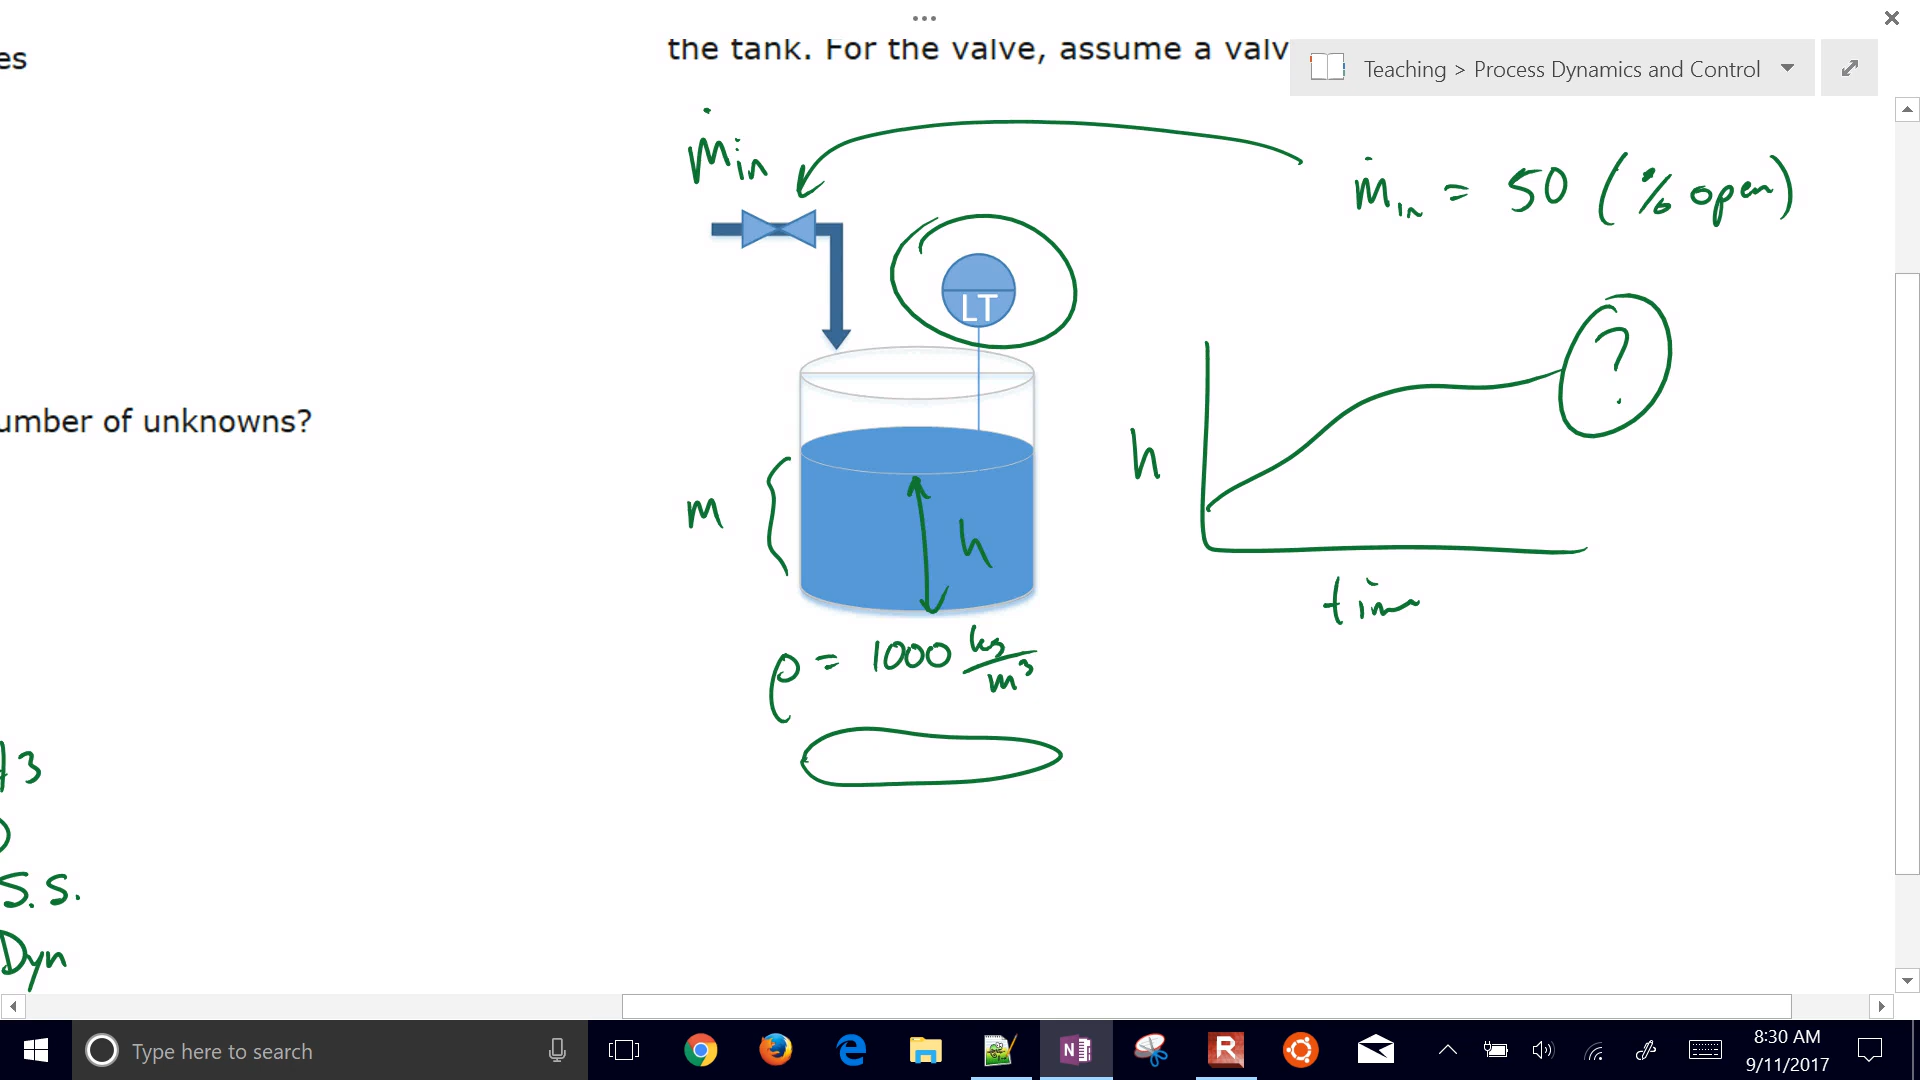 es
the tank. For the valve, assume a valv
Teaching > Process Dynamics and Control
ṁin
ṁin = 50 (% open)
LT
?
umber of unknowns?
h
m
h
time
ρ = 1000 kg/m³
3
S.S.
Dyn
Type here to search
8:30 AM
9/11/2017